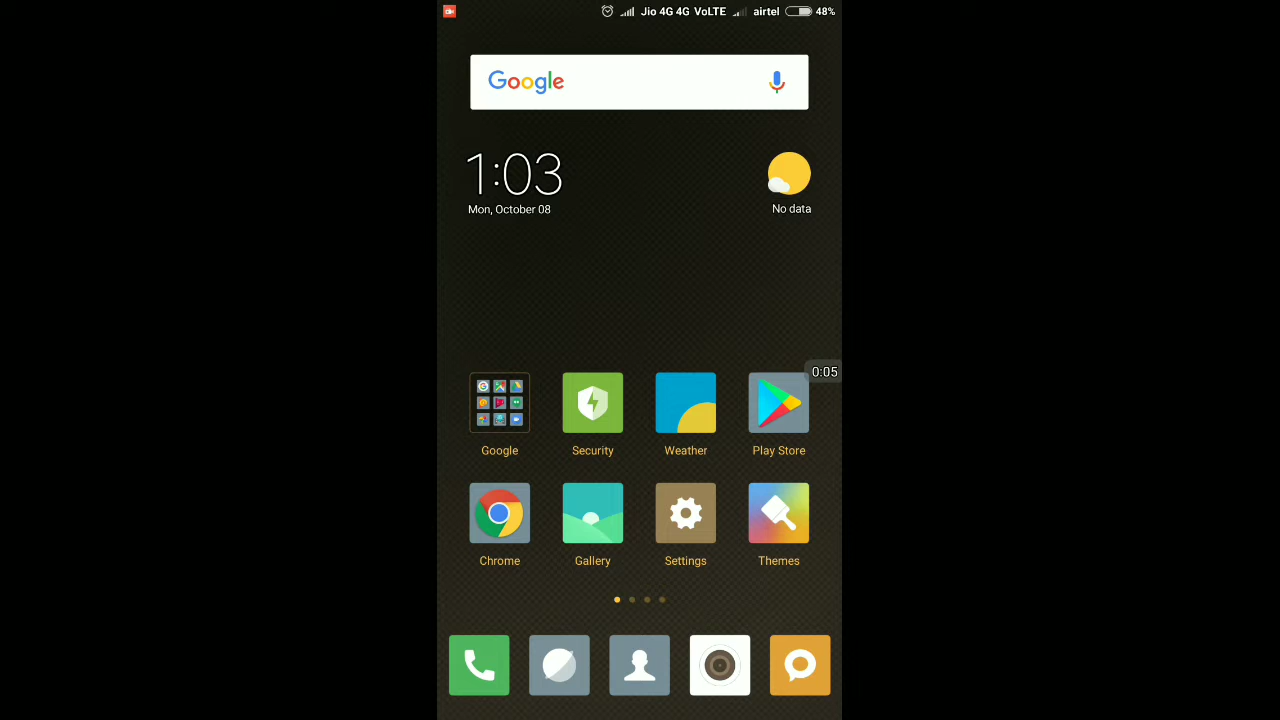 Jio 4G 4G VoLTE airtel 48%
Google
1:03
Mon, October 08
No data
0:05
Google Security Weather Play Store
Chrome Gallery Settings Themes